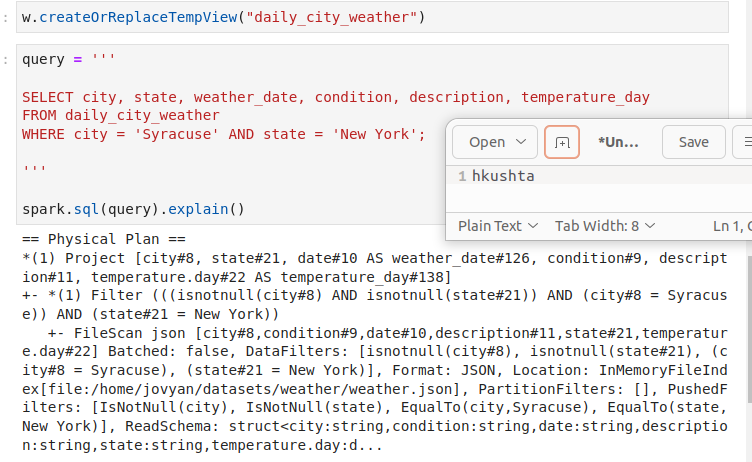 w.createOrReplaceTempView("daily_city_weather")
query = '''
SELECT city, state, weather_date, condition, description, temperature_day
FROM daily_city_weather
WHERE city = 'Syracuse' AND state = 'New York';
'''
spark.sql(query).explain()
Open
*Un...
Save
1 hkushta
Plain Text
Tab Width: 8
Ln 1,
== Physical Plan ==
*(1) Project [city#8, state#21, date#10 AS weather_date#126, condition#9, descript
ion#11, temperature.day#22 AS temperature_day#138]
+- *(1) Filter (((isnotnull(city#8) AND isnotnull(state#21)) AND (city#8 = Syracus
e)) AND (state#21 = New York))
+- FileScan json [city#8,condition#9,date#10,description#11,state#21,temperatur
e.day#22] Batched: false, DataFilters: [isnotnull(city#8), isnotnull(state#21), (c
ity#8 = Syracuse), (state#21 = New York)], Format: JSON, Location: InMemoryFileInd
ex[file:/home/jovyan/datasets/weather/weather.json], PartitionFilters: [], PushedF
ilters: [IsNotNull(city), IsNotNull(state), EqualTo(city,Syracuse), EqualTo(state,
New York)], ReadSchema: struct<city:string,condition:string,date:string,descriptio
n:string,state:string,temperature.day:d...